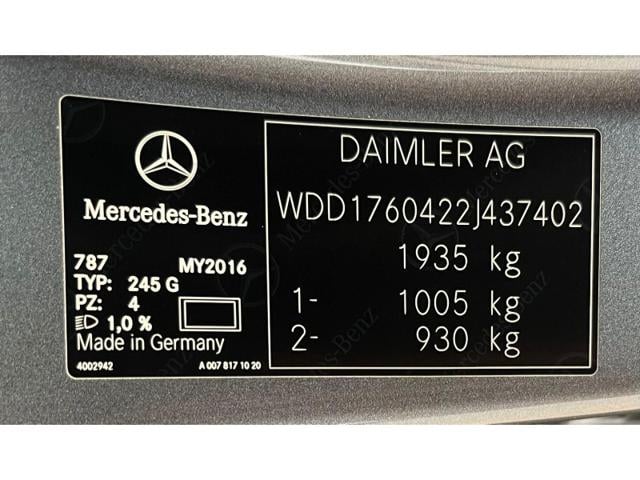 Mercedes-Benz
787 MY2016
TYP: 245 G
PZ: 4
1,0 %
Made in Germany
4002942 A 007 817 10 20
DAIMLER AG
WDD1760422J437402
1935 kg
1- 1005 kg
2- 930 kg